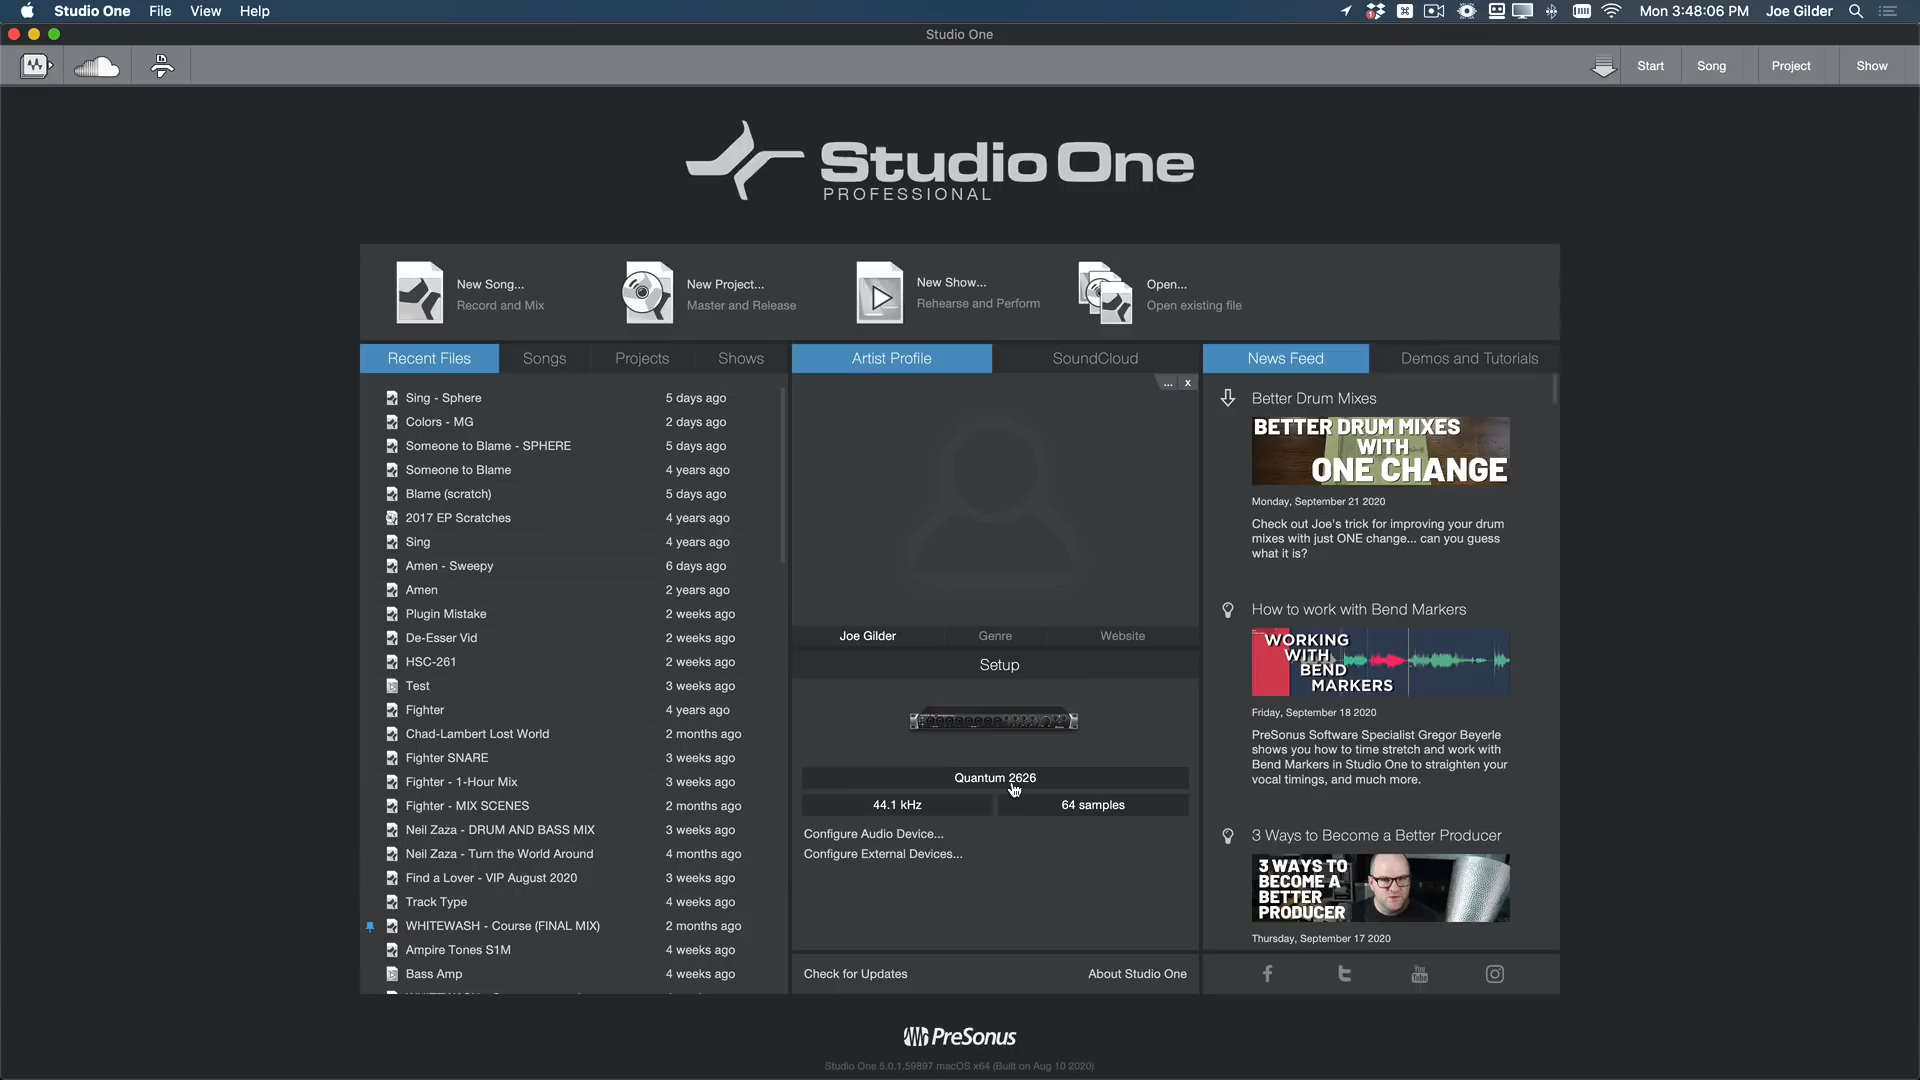 Studio One File View Help Mon 3:48:06 PM Joe Gilder
Studio One
Start Song Project Show
Studio One
PROFESSIONAL
New Song...
Record and Mix
New Project...
Master and Release
New Show...
Rehearse and Perform
Open...
Open existing file
Recent Files Songs Projects Shows
Sing - Sphere 5 days ago
Colors - MG 2 days ago
Someone to Blame - SPHERE 5 days ago
Someone to Blame 4 years ago
Blame (scratch) 5 days ago
2017 EP Scratches 4 years ago
Sing 4 years ago
Amen - Sweepy 6 days ago
Amen 2 years ago
Plugin Mistake 2 weeks ago
De-Esser Vid 2 weeks ago
HSC-261 2 weeks ago
Test 3 weeks ago
Fighter 4 years ago
Chad-Lambert Lost World 2 months ago
Fighter SNARE 3 weeks ago
Fighter - 1-Hour Mix 3 weeks ago
Fighter - MIX SCENES 2 months ago
Neil Zaza - DRUM AND BASS MIX 3 weeks ago
Neil Zaza - Turn the World Around 4 months ago
Find a Lover - VIP August 2020 3 weeks ago
Track Type 4 weeks ago
WHITEWASH - Course (FINAL MIX) 2 months ago
Ampire Tones S1M 4 weeks ago
Bass Amp 4 weeks ago
Artist Profile SoundCloud
... x
Joe Gilder Genre Website
Setup
Quantum 2626
44.1 kHz 64 samples
Configure Audio Device...
Configure External Devices...
Check for Updates About Studio One
News Feed Demos and Tutorials
Better Drum Mixes
BETTER DRUM MIXES
WITH
ONE CHANGE
Monday, September 21 2020
Check out Joe's trick for improving your drum
mixes with just ONE change... can you guess
what it is?
How to work with Bend Markers
WORKING
WITH
BEND
MARKERS
Friday, September 18 2020
PreSonus Software Specialist Gregor Beyerle
shows you how to time stretch and work with
Bend Markers in Studio One to straighten your
vocal timings, and much more.
3 Ways to Become a Better Producer
3 WAYS TO
BECOME A
BETTER
PRODUCER
Thursday, September 17 2020
You
Tube
PreSonus
Studio One 5.0.1.59897 macOS x64 (Built on Aug 10 2020)